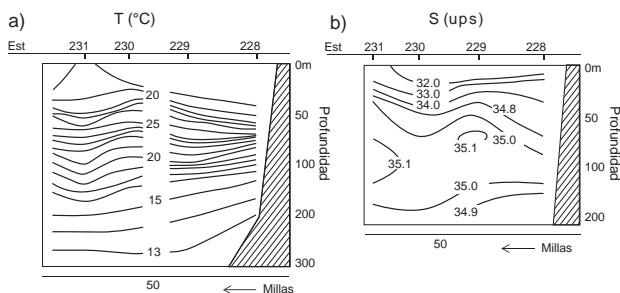 a) T (°C)
Est 231 230 229 228
20
25
20
15
13
0m
50
100
200
300
Profundidad
50
Millas
b) S (ups)
Est 231 230 229 228
32.0
33.0
34.0
34.8
35.0
35.1
35.1
35.0
34.9
0m
50
100
200
Profundidad
50
Millas